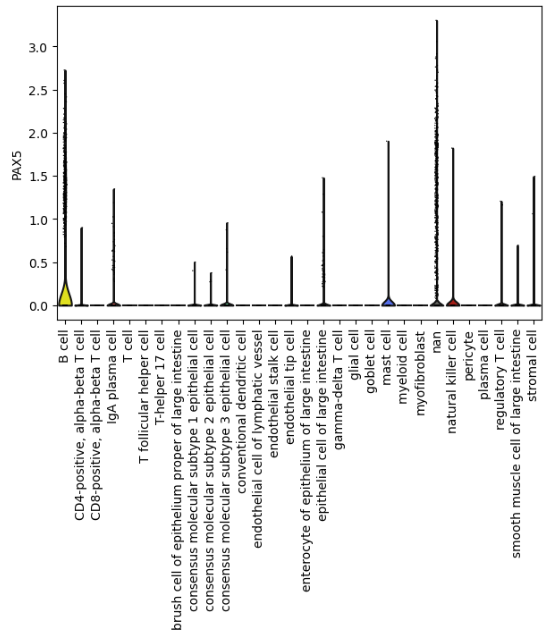 PAX5
3.0
2.5
2.0
1.5
1.0
0.5
0.0
B cell
CD4-positive, alpha-beta T cell
CD8-positive, alpha-beta T cell
IgA plasma cell
T cell
T follicular helper cell
T-helper 17 cell
brush cell of epithelium proper of large intestine
consensus molecular subtype 1 epithelial cell
consensus molecular subtype 2 epithelial cell
consensus molecular subtype 3 epithelial cell
conventional dendritic cell
endothelial cell of lymphatic vessel
endothelial stalk cell
endothelial tip cell
enterocyte of epithelium of large intestine
epithelial cell of large intestine
gamma-delta T cell
glial cell
goblet cell
mast cell
myeloid cell
myofibroblast
nan
natural killer cell
pericyte
plasma cell
regulatory T cell
smooth muscle cell of large intestine
stromal cell